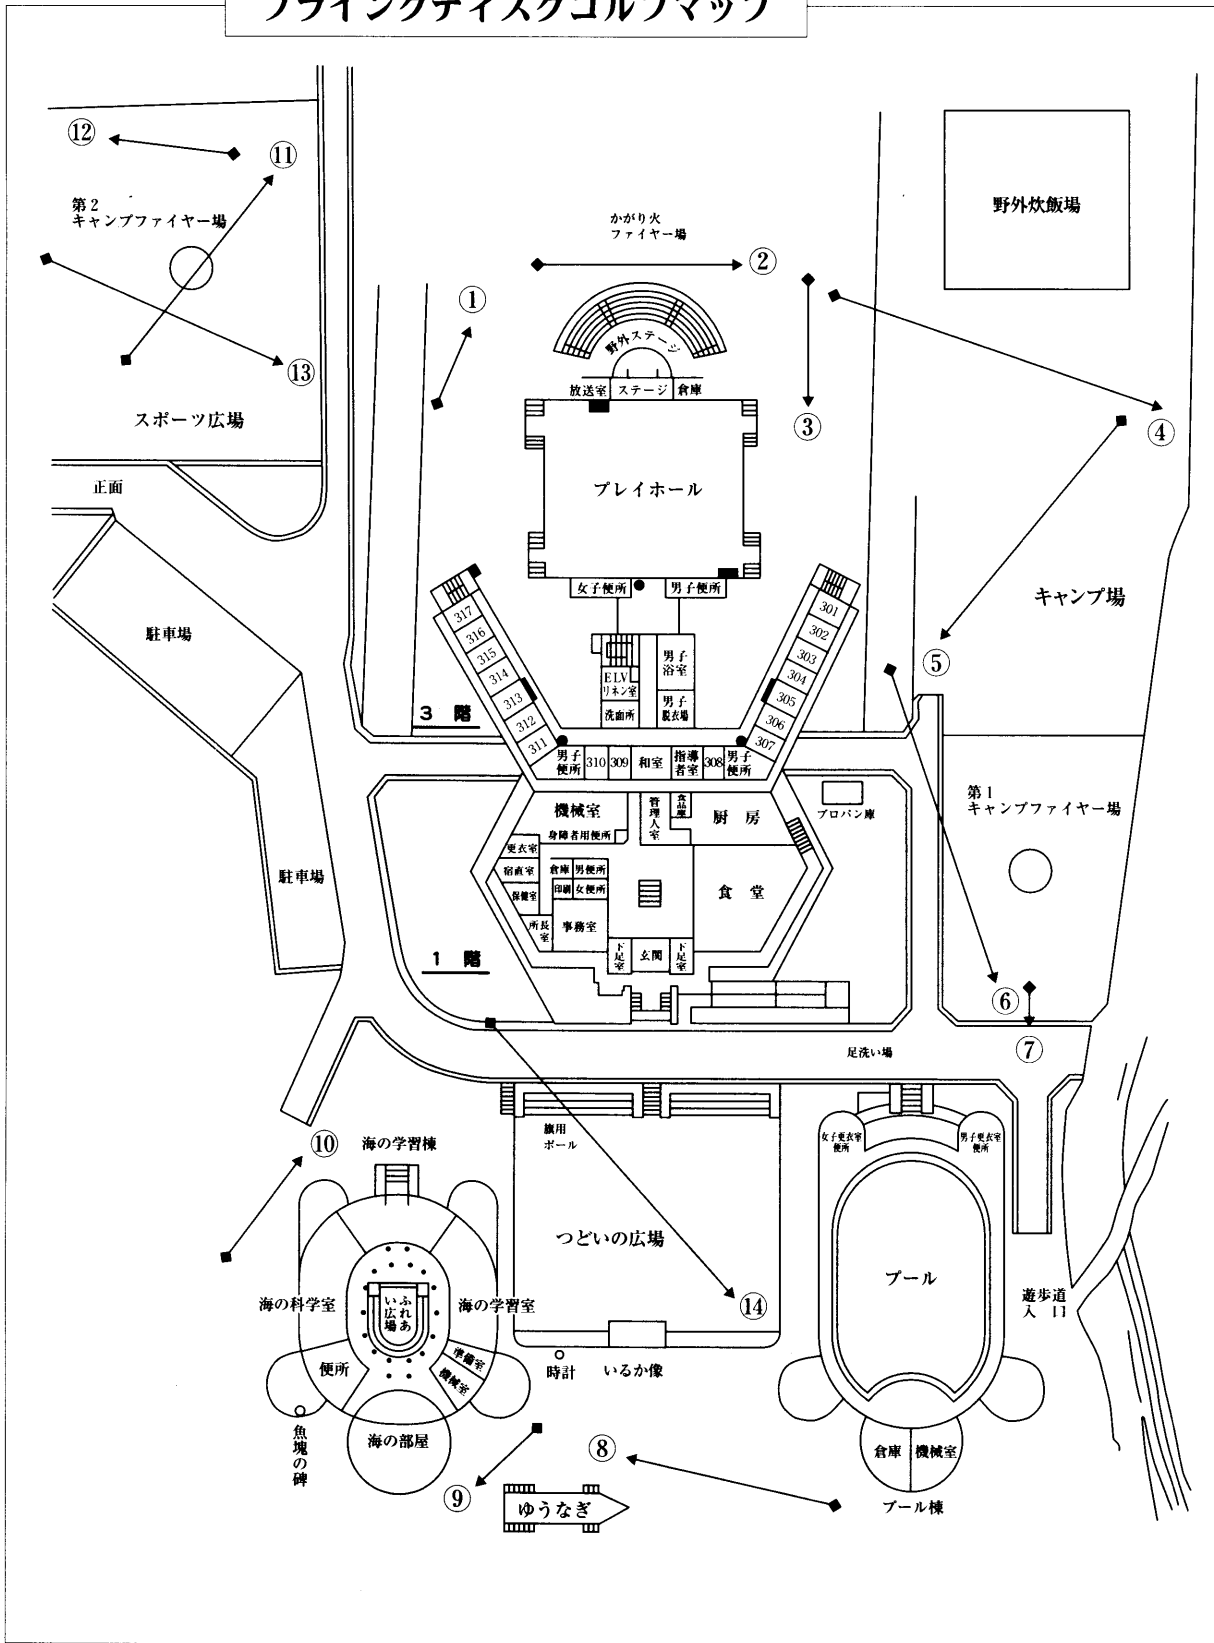 フライングディスクゴルフマップ
⑫
⑪
第2
キャンプファイヤー場
⑬
スポーツ広場
正面
駐車場
駐車場
かがり火
ファイヤー場
①
②
③
④
野外炊飯場
野外ステージ
放送室
ステージ
倉庫
プレイホール
女子便所
男子便所
キャンプ場
⑤
317
316
315
314
313
312
311
301
302
303
304
305
306
307
ELV
リネン室
洗面所
男子
浴室
男子
脱衣場
3 階
男子
便所
310
309
和室
指導
者室
308
男子
便所
機械室
身障者用便所
管理人室
食品庫
厨房
プロパン庫
第1
キャンプファイヤー場
更衣室
宿直室
保健室
所長室
倉庫
男便所
印刷
女便所
事務室
食堂
下足室
玄関
下足室
1 階
⑥
⑦
足洗い場
旗用
ポール
⑩
海の学習棟
女子更衣室
便所
男子更衣室
便所
つどいの広場
プール
遊歩道
入口
海の科学室
ふれあ
い広場
海の学習室
⑭
便所
準備室
機械室
時計
いるか像
魚塊の碑
海の部屋
⑧
⑨
ゆうなぎ
倉庫
機械室
プール棟